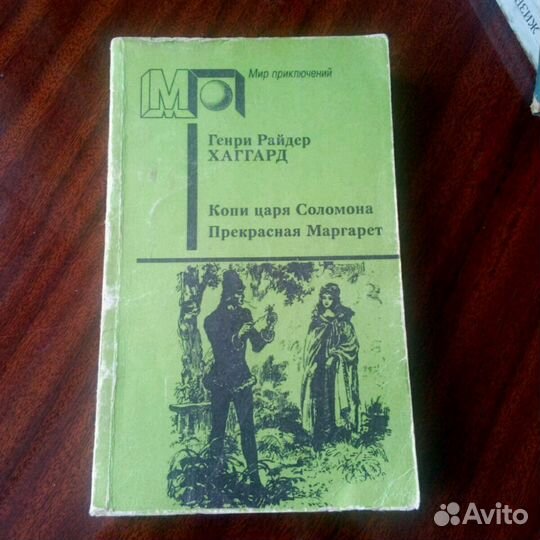 МП
Мир приключений
Генри Райдер
ХАГГАРД
Копи царя Соломона
Прекрасная Маргарет
Avito